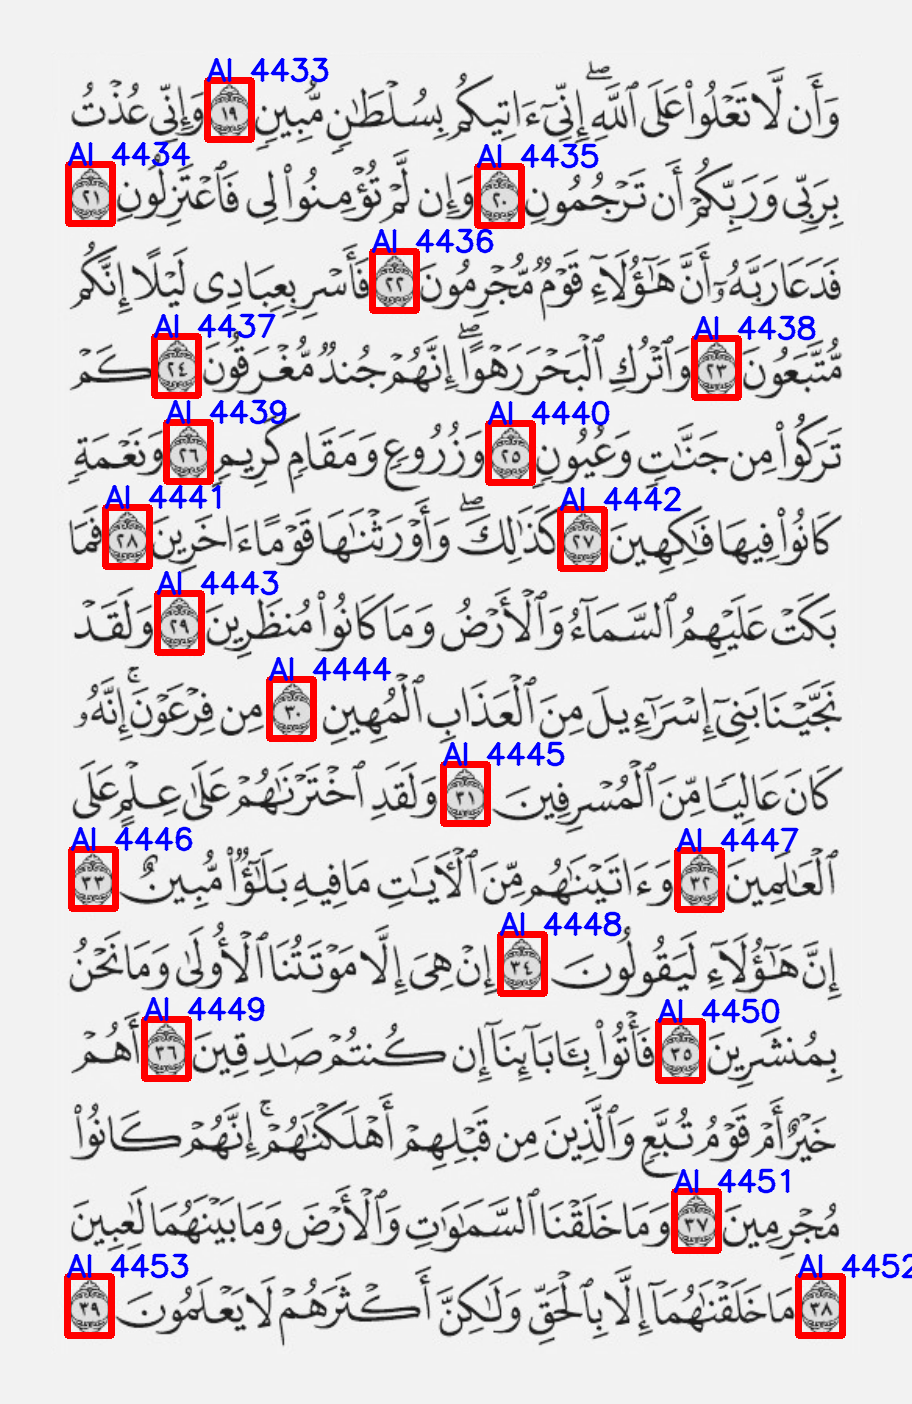 AI 4433
وَأَن لَّا تَعْلُوا۟ عَلَى ٱللَّهِ ۖ إِنِّىٓ ءَاتِيكُم بِسُلْطَـٰنٍ مُّبِينٍ ١٩ وَإِنِّى عُذْتُ
AI 4435 AI 4434
بِرَبِّى وَرَبِّكُمْ أَن تَرْجُمُونِ ٢٠ وَإِن لَّمْ تُؤْمِنُوا۟ لِى فَٱعْتَزِلُونِ ٢١
AI 4436
فَدَعَا رَبَّهُۥٓ أَنَّ هَـٰٓؤُلَآءِ قَوْمٌ مُّجْرِمُونَ ٢٢ فَأَسْرِ بِعِبَادِى لَيْلًا إِنَّكُم
AI 4438 AI 4437
مُّتَّبَعُونَ ٢٣ وَٱتْرُكِ ٱلْبَحْرَ رَهْوًا ۖ إِنَّهُمْ جُندٌ مُّغْرَقُونَ ٢٤ كَمْ
AI 4440 AI 4439
تَرَكُوا۟ مِن جَنَّـٰتٍ وَعُيُونٍ ٢٥ وَزُرُوعٍ وَمَقَامٍ كَرِيمٍ ٢٦ وَنَعْمَةٍ
AI 4442 AI 4441
كَانُوا۟ فِيهَا فَـٰكِهِينَ ٢٧ كَذَٰلِكَ ۖ وَأَوْرَثْنَـٰهَا قَوْمًا ءَاخَرِينَ ٢٨ فَمَا
AI 4443
بَكَتْ عَلَيْهِمُ ٱلسَّمَآءُ وَٱلْأَرْضُ وَمَا كَانُوا۟ مُنظَرِينَ ٢٩ وَلَقَدْ
AI 4444
نَجَّيْنَا بَنِىٓ إِسْرَٰٓءِيلَ مِنَ ٱلْعَذَابِ ٱلْمُهِينِ ٣٠ مِن فِرْعَوْنَ ۚ إِنَّهُۥ
AI 4445
كَانَ عَالِيًا مِّنَ ٱلْمُسْرِفِينَ ٣١ وَلَقَدِ ٱخْتَرْنَـٰهُمْ عَلَىٰ عِلْمٍ عَلَى
AI 4447 AI 4446
ٱلْعَـٰلَمِينَ ٣٢ وَءَاتَيْنَـٰهُم مِّنَ ٱلْـَٔايَـٰتِ مَا فِيهِ بَلَـٰٓؤٌا۟ مُّبِينٌ ٣٣
AI 4448
إِنَّ هَـٰٓؤُلَآءِ لَيَقُولُونَ ٣٤ إِنْ هِىَ إِلَّا مَوْتَتُنَا ٱلْأُولَىٰ وَمَا نَحْنُ
AI 4450 AI 4449
بِمُنشَرِينَ ٣٥ فَأْتُوا۟ بِـَٔابَآئِنَآ إِن كُنتُمْ صَـٰدِقِينَ ٣٦ أَهُمْ
خَيْرٌ أَمْ قَوْمُ تُبَّعٍ وَٱلَّذِينَ مِن قَبْلِهِمْ أَهْلَكْنَـٰهُمْ ۚ إِنَّهُمْ كَانُوا۟
AI 4451
مُجْرِمِينَ ٣٧ وَمَا خَلَقْنَا ٱلسَّمَـٰوَٰتِ وَٱلْأَرْضَ وَمَا بَيْنَهُمَا لَـٰعِبِينَ
AI 4452 AI 4453
٣٨ مَا خَلَقْنَـٰهُمَآ إِلَّا بِٱلْحَقِّ وَلَـٰكِنَّ أَكْثَرَهُمْ لَا يَعْلَمُونَ ٣٩